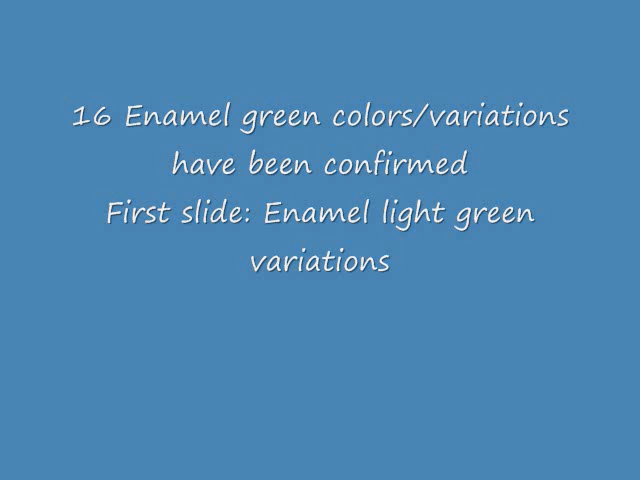 16 Enamel green colors/variations
have been confirmed
First slide: Enamel light green
variations